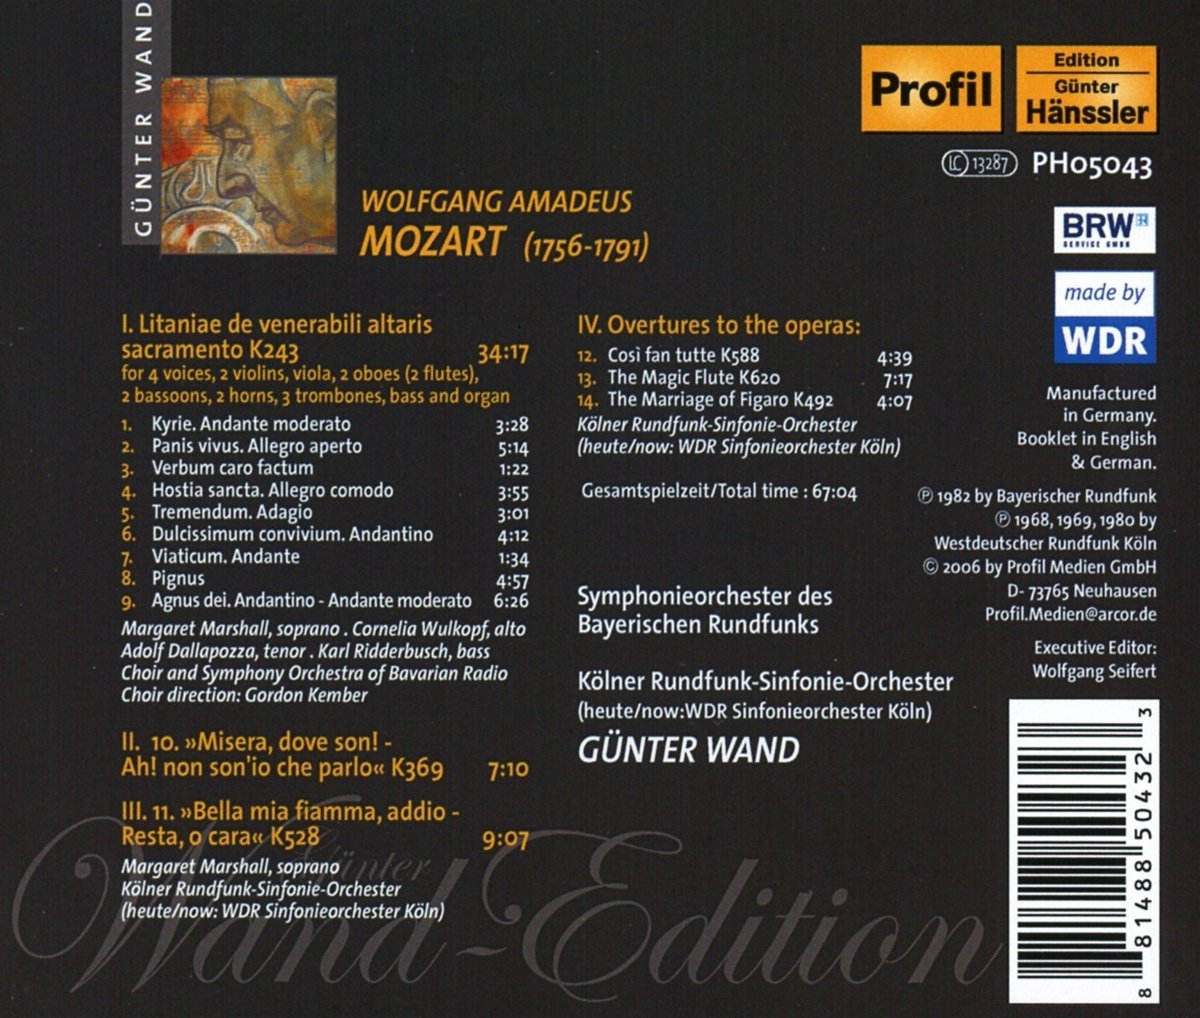 GÜNTER WAND
Profil
Edition
Günter
Hänssler
LC 13287
PH05043
WOLFGANG AMADEUS
MOZART (1756-1791)
BRW BR
SERVICE GMBH
made by
WDR
I. Litaniae de venerabili altaris
sacramento K243 34:17
for 4 voices, 2 violins, viola, 2 oboes (2 flutes),
2 bassoons, 2 horns, 3 trombones, bass and organ
1. Kyrie. Andante moderato 3:28
2. Panis vivus. Allegro aperto 5:14
3. Verbum caro factum 1:22
4. Hostia sancta. Allegro comodo 3:55
5. Tremendum. Adagio 3:01
6. Dulcissimum convivium. Andantino 4:12
7. Viaticum. Andante 1:34
8. Pignus 4:57
9. Agnus dei. Andantino - Andante moderato 6:26
Margaret Marshall, soprano . Cornelia Wulkopf, alto
Adolf Dallapozza, tenor . Karl Ridderbusch, bass
Choir and Symphony Orchestra of Bavarian Radio
Choir direction: Gordon Kember
II. 10. »Misera, dove son! -
Ah! non son'io che parlo« K369 7:10
III. 11. »Bella mia fiamma, addio -
Resta, o cara« K528 9:07
Margaret Marshall, soprano
Kölner Rundfunk-Sinfonie-Orchester
(heute/now: WDR Sinfonieorchester Köln)
IV. Overtures to the operas:
12. Così fan tutte K588 4:39
13. The Magic Flute K620 7:17
14. The Marriage of Figaro K492 4:07
Kölner Rundfunk-Sinfonie-Orchester
(heute/now: WDR Sinfonieorchester Köln)
Gesamtspielzeit/Total time : 67:04
Symphonieorchester des
Bayerischen Rundfunks
Kölner Rundfunk-Sinfonie-Orchester
(heute/now:WDR Sinfonieorchester Köln)
GÜNTER WAND
Manufactured
in Germany.
Booklet in English
& German.
℗ 1982 by Bayerischer Rundfunk
℗ 1968, 1969, 1980 by
Westdeutscher Rundfunk Köln
© 2006 by Profil Medien GmbH
D- 73765 Neuhausen
Profil.Medien@arcor.de
Executive Editor:
Wolfgang Seifert
8 81488 50432 3
Günter
Wand-Edition